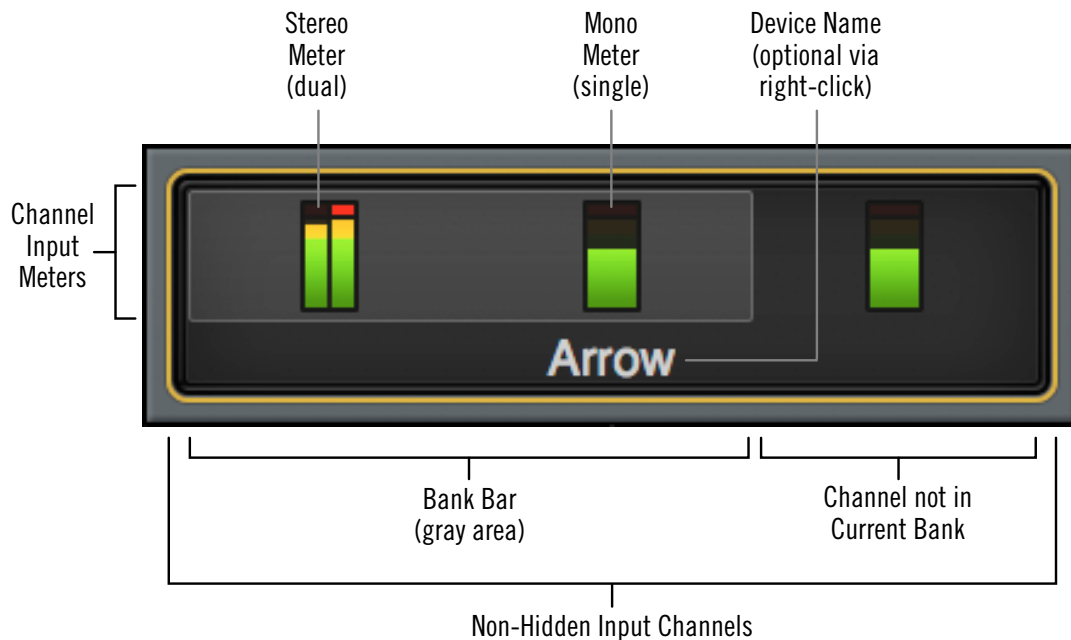 Stereo
Meter
(dual)
Mono
Meter
(single)
Device Name
(optional via
right-click)
Channel
Input
Meters
Arrow
Bank Bar
(gray area)
Channel not in
Current Bank
Non-Hidden Input Channels